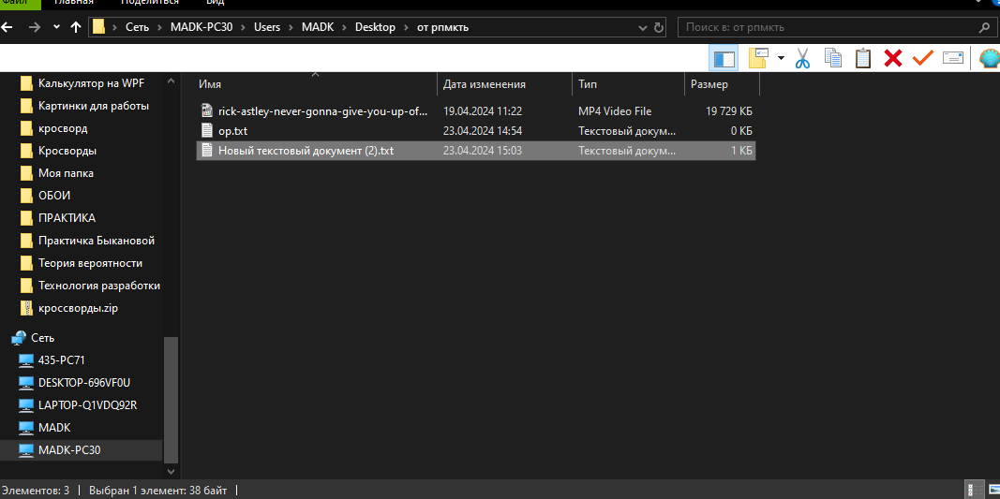 Файл Главная Поделиться Вид
Сеть MADK-PC30 Users MADK Desktop от рпмкть
Поиск в: от рпмкть
Имя Дата изменения Тип Размер
rick-astley-never-gonna-give-you-up-of... 19.04.2024 11:22 MP4 Video File 19 729 КБ
op.txt 23.04.2024 14:54 Текстовый докум... 0 КБ
Новый текстовый документ (2).txt 23.04.2024 15:03 Текстовый докум... 1 КБ
Калькулятор на WPF
Картинки для работы
кросворд
Кросворды
Моя папка
ОБОИ
ПРАКТИКА
Практичка Быкановой
Теория вероятности
Технология разработки
кроссворды.zip
Сеть
435-PC71
DESKTOP-696VF0U
LAPTOP-Q1VDQ92R
MADK
MADK-PC30
Элементов: 3 Выбран 1 элемент: 38 байт